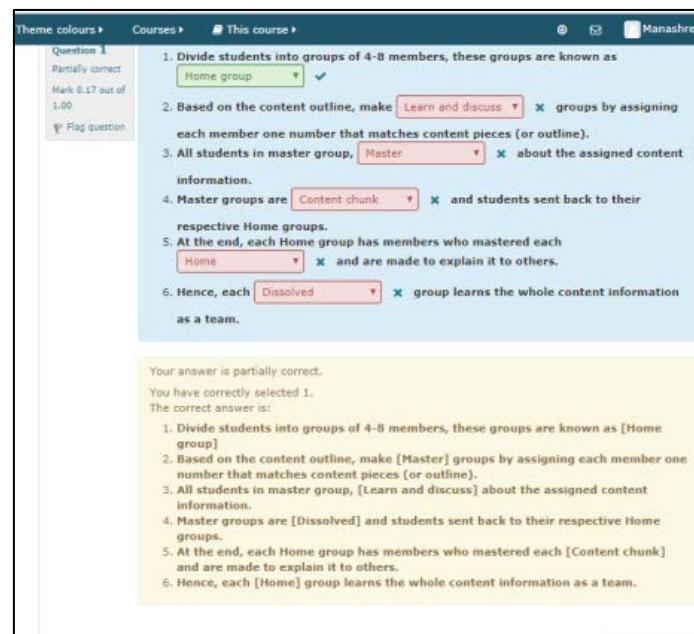 Theme colours Courses This course Manashre
Question 1
Partially correct
Mark 0.17 out of
1.00
Flag question
1. Divide students into groups of 4-8 members, these groups are known as
Home group
2. Based on the content outline, make Learn and discuss groups by assigning
each member one number that matches content pieces (or outline).
3. All students in master group, Master about the assigned content
information.
4. Master groups are Content chunk and students sent back to their
respective Home groups.
5. At the end, each Home group has members who mastered each
Home and are made to explain it to others.
6. Hence, each Dissolved group learns the whole content information
as a team.
Your answer is partially correct.
You have correctly selected 1.
The correct answer is:
1. Divide students into groups of 4-8 members, these groups are known as [Home
group]
2. Based on the content outline, make [Master] groups by assigning each member one
number that matches content pieces (or outline).
3. All students in master group, [Learn and discuss] about the assigned content
information.
4. Master groups are [Dissolved] and students sent back to their respective Home
groups.
5. At the end, each Home group has members who mastered each [Content chunk]
and are made to explain it to others.
6. Hence, each [Home] group learns the whole content information as a team.